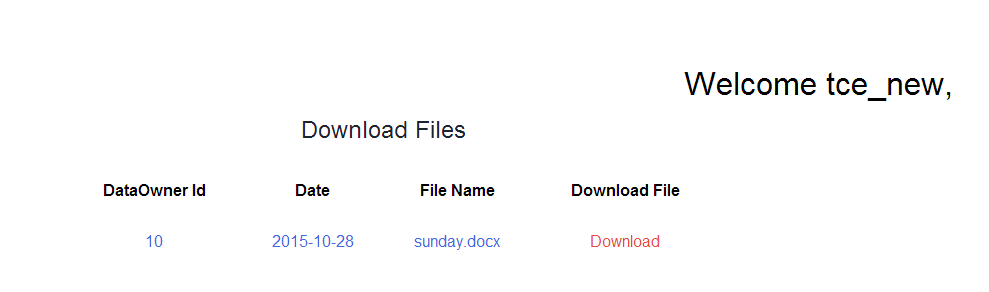 Welcome tce_new,
Download Files
DataOwner Id Date File Name Download File
10 2015-10-28 sunday.docx Download